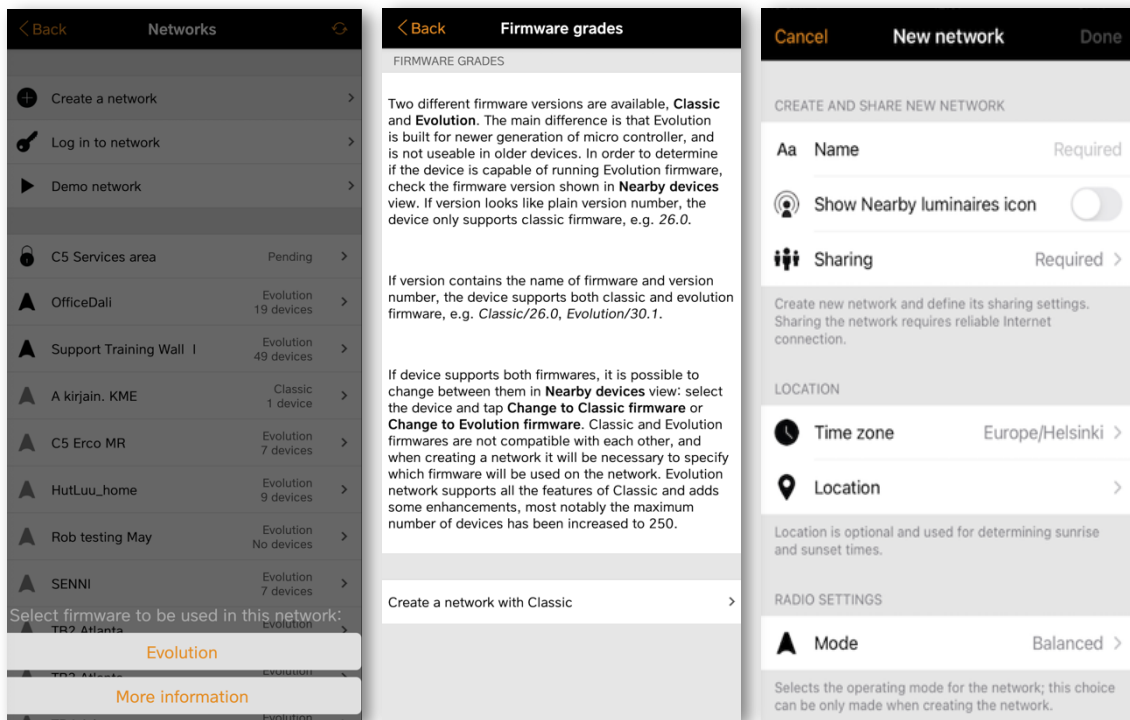 Back
Networks
Create a network
Log in to network
Demo network
C5 Services area
Pending
OfficeDali
Evolution
19 devices
Support Training Wall I
Evolution
49 devices
A kirjain. KME
Classic
1 device
C5 Erco MR
Evolution
7 devices
HutLuu_home
Evolution
9 devices
Rob testing May
Evolution
No devices
SENNI
Evolution
7 devices
Select firmware to be used in this network:
TB2 Atlanta
Evolution
Evolution
TB2 Atlanta
Evolution
More information
Evolution
Back
Firmware grades
FIRMWARE GRADES
Two different firmware versions are available, Classic
and Evolution. The main difference is that Evolution
is built for newer generation of micro controller, and
is not useable in older devices. In order to determine
if the device is capable of running Evolution firmware,
check the firmware version shown in Nearby devices
view. If version looks like plain version number, the
device only supports classic firmware, e.g. 26.0.
If version contains the name of firmware and version
number, the device supports both classic and evolution
firmware, e.g. Classic/26.0, Evolution/30.1.
If device supports both firmwares, it is possible to
change between them in Nearby devices view: select
the device and tap Change to Classic firmware or
Change to Evolution firmware. Classic and Evolution
firmwares are not compatible with each other, and
when creating a network it will be necessary to specify
which firmware will be used on the network. Evolution
network supports all the features of Classic and adds
some enhancements, most notably the maximum
number of devices has been increased to 250.
Create a network with Classic
Cancel
New network
Done
CREATE AND SHARE NEW NETWORK
Aa Name
Required
Show Nearby luminaires icon
Sharing
Required
Create new network and define its sharing settings.
Sharing the network requires reliable Internet
connection.
LOCATION
Time zone
Europe/Helsinki
Location
Location is optional and used for determining sunrise
and sunset times.
RADIO SETTINGS
Mode
Balanced
Selects the operating mode for the network; this choice
can be only made when creating the network.